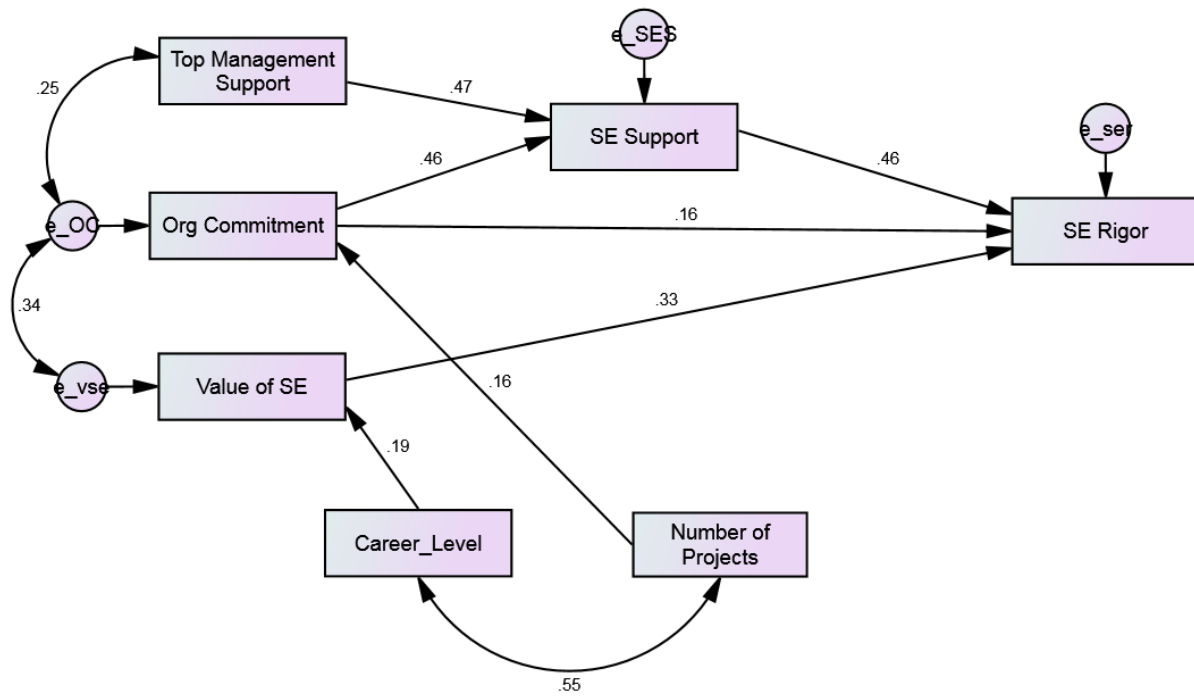 e_SES
Top Management
Support
.25
.47
SE Support
e_ser
.46
.46
e_OC
Org Commitment
.16
SE Rigor
.34
.33
e_vse
Value of SE
.16
.19
Career_Level
Number of
Projects
.55